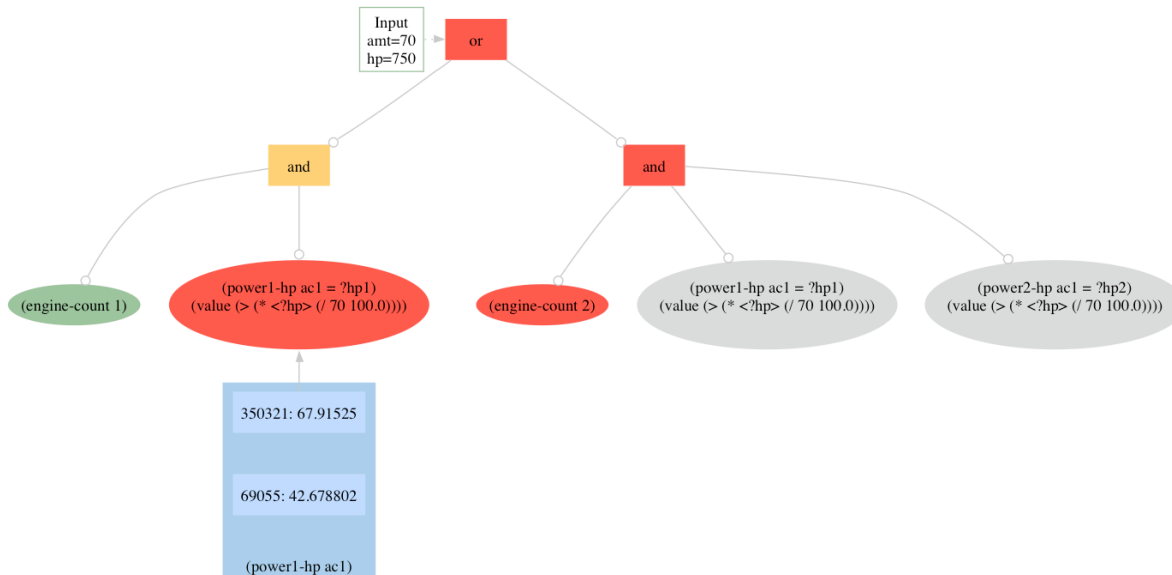 Input
amt=70
hp=750
or
and
and
(engine-count 1)
(power1-hp ac1 = ?hp1)
(value (> (* <?hp> (/ 70 100.0))))
(engine-count 2)
(power1-hp ac1 = ?hp1)
(value (> (* <?hp> (/ 70 100.0))))
(power2-hp ac1 = ?hp2)
(value (> (* <?hp> (/ 70 100.0))))
350321: 67.91525
69055: 42.678802
(power1-hp ac1)